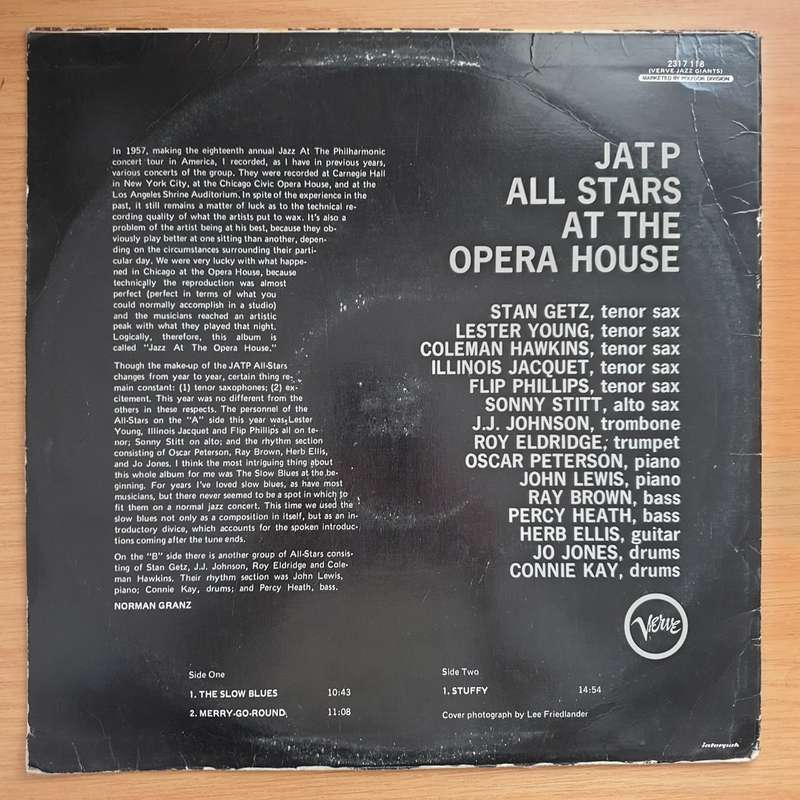 2317 118
(VERVE JAZZ GIANTS)
MARKETED BY POLYDOR DIVISION
JATP
ALL STARS
AT THE
OPERA HOUSE
In 1957, making the eighteenth annual Jazz At The Philharmonic
concert tour in America, I recorded, as I have in previous years,
various concerts of the group. They were recorded at Carnegie Hall
in New York City, at the Chicago Civic Opera House, and at the
Los Angeles Shrine Auditorium. In spite of the experience in the
past, it still remains a matter of luck as to the technical re-
cording quality of what the artists put to wax. It's also a
problem of the artist being at his best, because they ob-
viously play better at one sitting than another, depen-
ding on the circumstances surrounding their parti-
cular day. We were very lucky with what happe-
ned in Chicago at the Opera House, because
technically the reproduction was almost
perfect (perfect in terms of what you
could normally accomplish in a studio)
and the musicians reached an artistic
peak with what they played that night.
Logically, therefore, this album is
called "Jazz At The Opera House."
Though the make-up of the JATP All-Stars
changes from year to year, certain thing re-
main constant: (1) tenor saxophones; (2) ex-
citement. This year was no different from the
others in these respects. The personnel of the
All-Stars on the "A" side this year was Lester
Young, Illinois Jacquet and Flip Phillips all on te-
nor; Sonny Stitt on alto; and the rhythm section
consisting of Oscar Peterson, Ray Brown, Herb Ellis,
and Jo Jones. I think the most intriguing thing about
this whole album for me was The Slow Blues at the be-
ginning. For years I've loved slow blues, as have most
musicians, but there never seemed to be a spot in which to
fit them on a normal jazz concert. This time we used the
slow blues not only as a composition in itself, but as an in-
troductory divice, which accounts for the spoken introduc-
tions coming after the tune ends.
On the "B" side there is another group of All-Stars consis-
ting of Stan Getz, J.J. Johnson, Roy Eldridge and Cole-
man Hawkins. Their rhythm section was John Lewis,
piano; Connie Kay, drums; and Percy Heath, bass.
NORMAN GRANZ
STAN GETZ, tenor sax
LESTER YOUNG, tenor sax
COLEMAN HAWKINS, tenor sax
ILLINOIS JACQUET, tenor sax
FLIP PHILLIPS, tenor sax
SONNY STITT, alto sax
J.J. JOHNSON, trombone
ROY ELDRIDGE, trumpet
OSCAR PETERSON, piano
JOHN LEWIS, piano
RAY BROWN, bass
PERCY HEATH, bass
HERB ELLIS, guitar
JO JONES, drums
CONNIE KAY, drums
Verve
Side One
1. THE SLOW BLUES 10:43
2. MERRY-GO-ROUND 11:08
Side Two
1. STUFFY 14:54
Cover photograph by Lee Friedlander
interpak